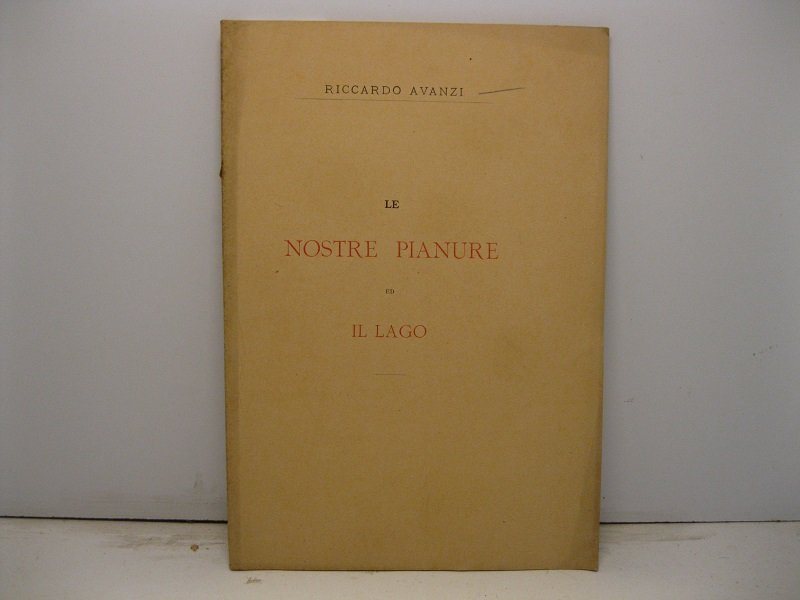 RICCARDO AVANZI
LE
NOSTRE PIANURE
ED
IL LAGO